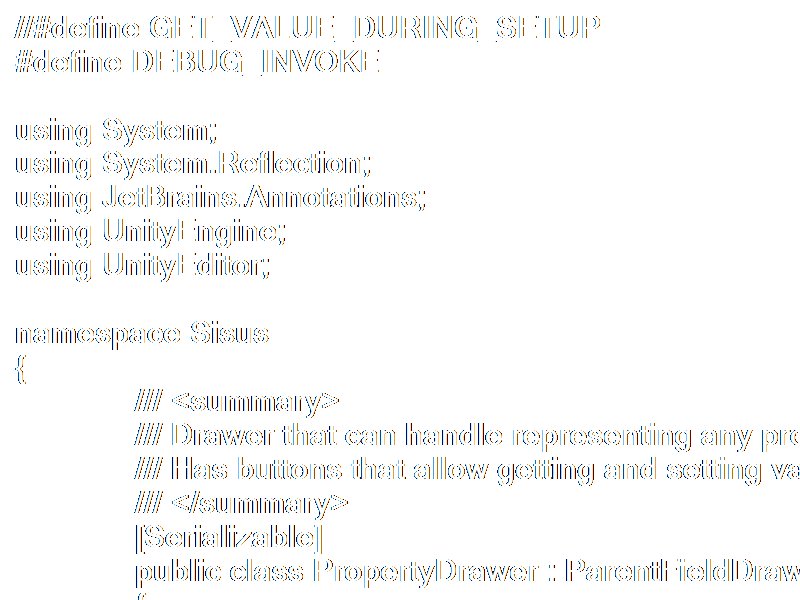 //#define GET_VALUE_DURING_SETUP
#define DEBUG_INVOKE

using System;
using System.Reflection;
using JetBrains.Annotations;
using UnityEngine;
using UnityEditor;

namespace Sisus
{
/// <summary>
/// Drawer that can handle representing any
/// Has buttons that allow getting and setting
/// </summary>
[Serializable]
public class PropertyDrawer : ParentFieldDraw
{